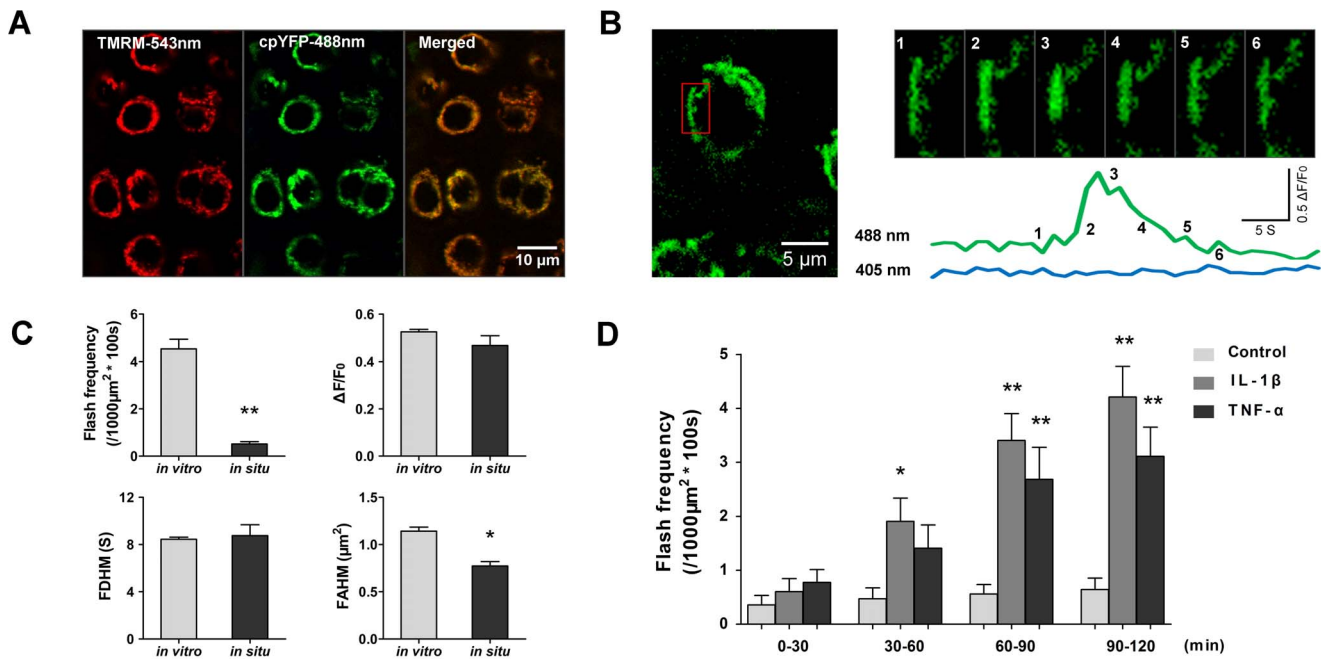 A
TMRM-543nm
cpYFP-488nm
Merged
10 µm
B
5 µm
1
2
3
4
5
6
1
2
3
4
5
6
488 nm
405 nm
0.5 ΔF/F₀
5 S
C
Flash frequency
(/1000µm² * 100s)
6
4
2
0
**
in vitro
in situ
ΔF/F₀
0.6
0.4
0.2
0.0
in vitro
in situ
FDHM (S)
12
8
4
0
in vitro
in situ
FAHM (µm²)
1.5
1.0
0.5
0.0
*
in vitro
in situ
D
Flash frequency
(/1000µm² * 100s)
5
4
3
2
1
0
*
**
**
**
**
Control
IL-1β
TNF-α
0-30
30-60
60-90
90-120
(min)